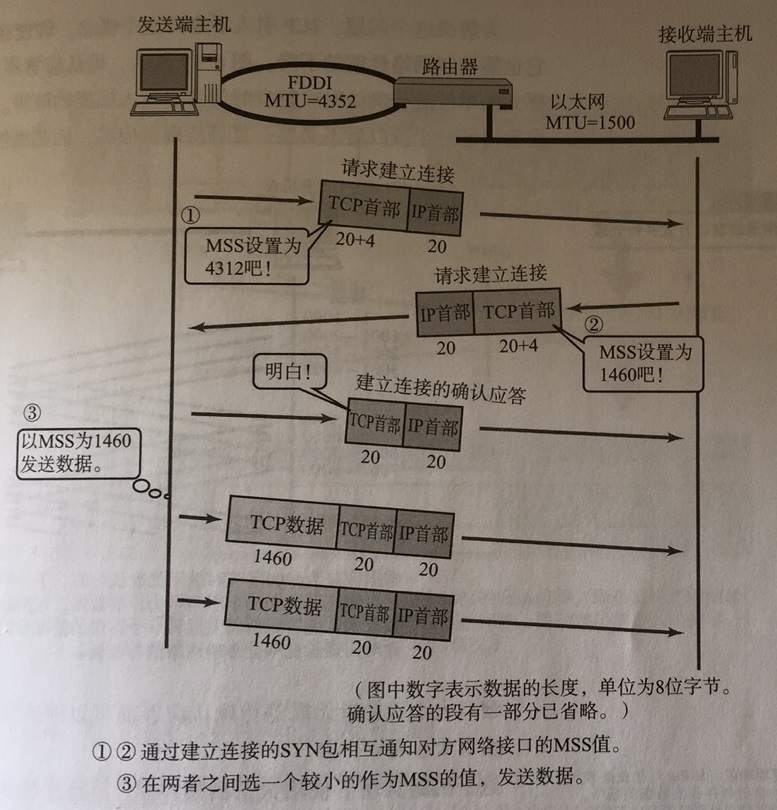 发送端主机
接收端主机
FDDI
MTU=4352
路由器
以太网
MTU=1500
请求建立连接
TCP首部 IP首部
20+4 20
①
MSS设置为
4312吧！
请求建立连接
IP首部 TCP首部
20 20+4
②
MSS设置为
1460吧！
明白！
建立连接的确认应答
TCP首部 IP首部
20 20
③
以MSS为1460
发送数据。
TCP数据 TCP首部 IP首部
1460 20 20
TCP数据 TCP首部 IP首部
1460 20 20
（图中数字表示数据的长度，单位为8位字节。
确认应答的段有一部分已省略。）
①②通过建立连接的SYN包相互通知对方网络接口的MSS值。
③在两者之间选一个较小的作为MSS的值，发送数据。